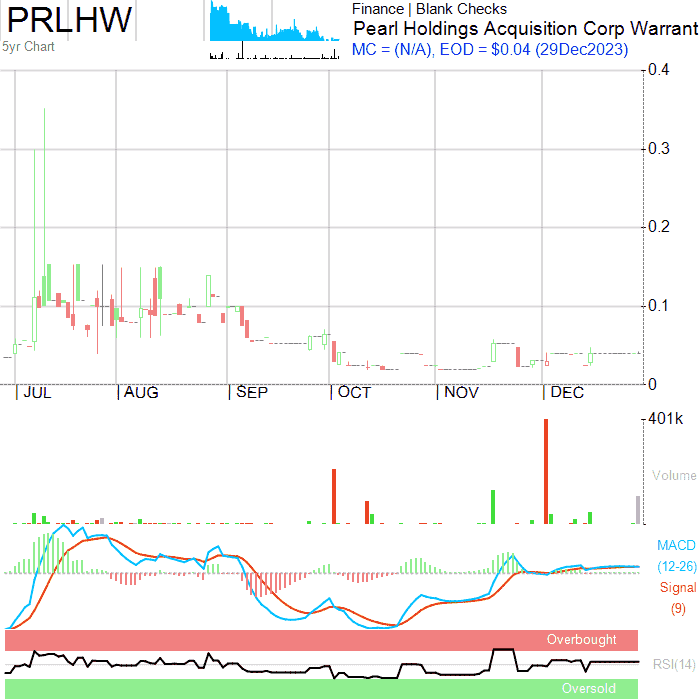 PRLHW
5yr Chart
Finance | Blank Checks
Pearl Holdings Acquisition Corp Warrant
MC = (N/A), EOD = $0.04 (29Dec2023)
0.4
0.3
0.2
0.1
0
|JUL |AUG |SEP |OCT |NOV |DEC
401k
Volume
MACD
(12-26)
Signal
(9)
Overbought
RSI(14)
Oversold